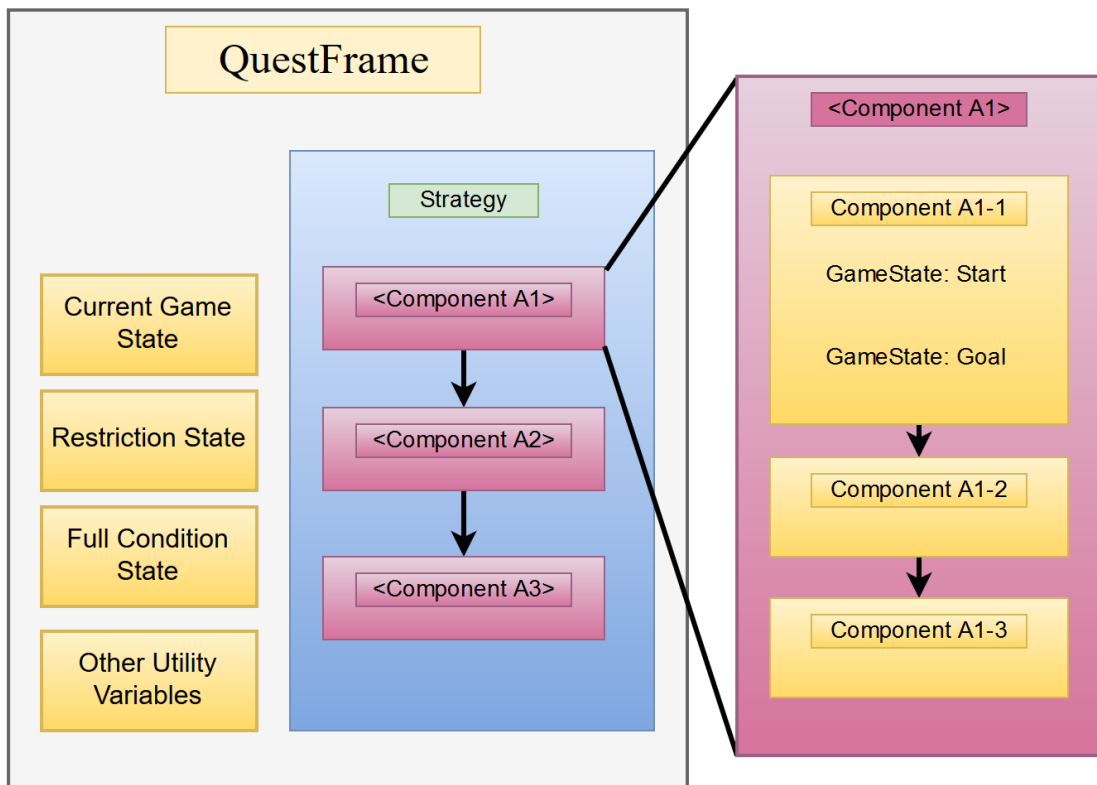 QuestFrame
Strategy
Current Game
State
Restriction State
Full Condition
State
Other Utility
Variables
<Component A1>
<Component A2>
<Component A3>
<Component A1>
Component A1-1
GameState: Start
GameState: Goal
Component A1-2
Component A1-3